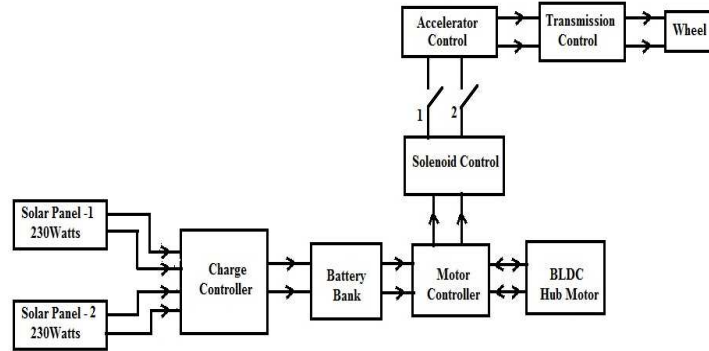 Accelerator
Control
Transmission
Control
Wheel
1
2
Solenoid Control
Solar Panel -1
230Watts
Charge
Controller
Battery
Bank
Motor
Controller
BLDC
Hub Motor
Solar Panel - 2
230Watts